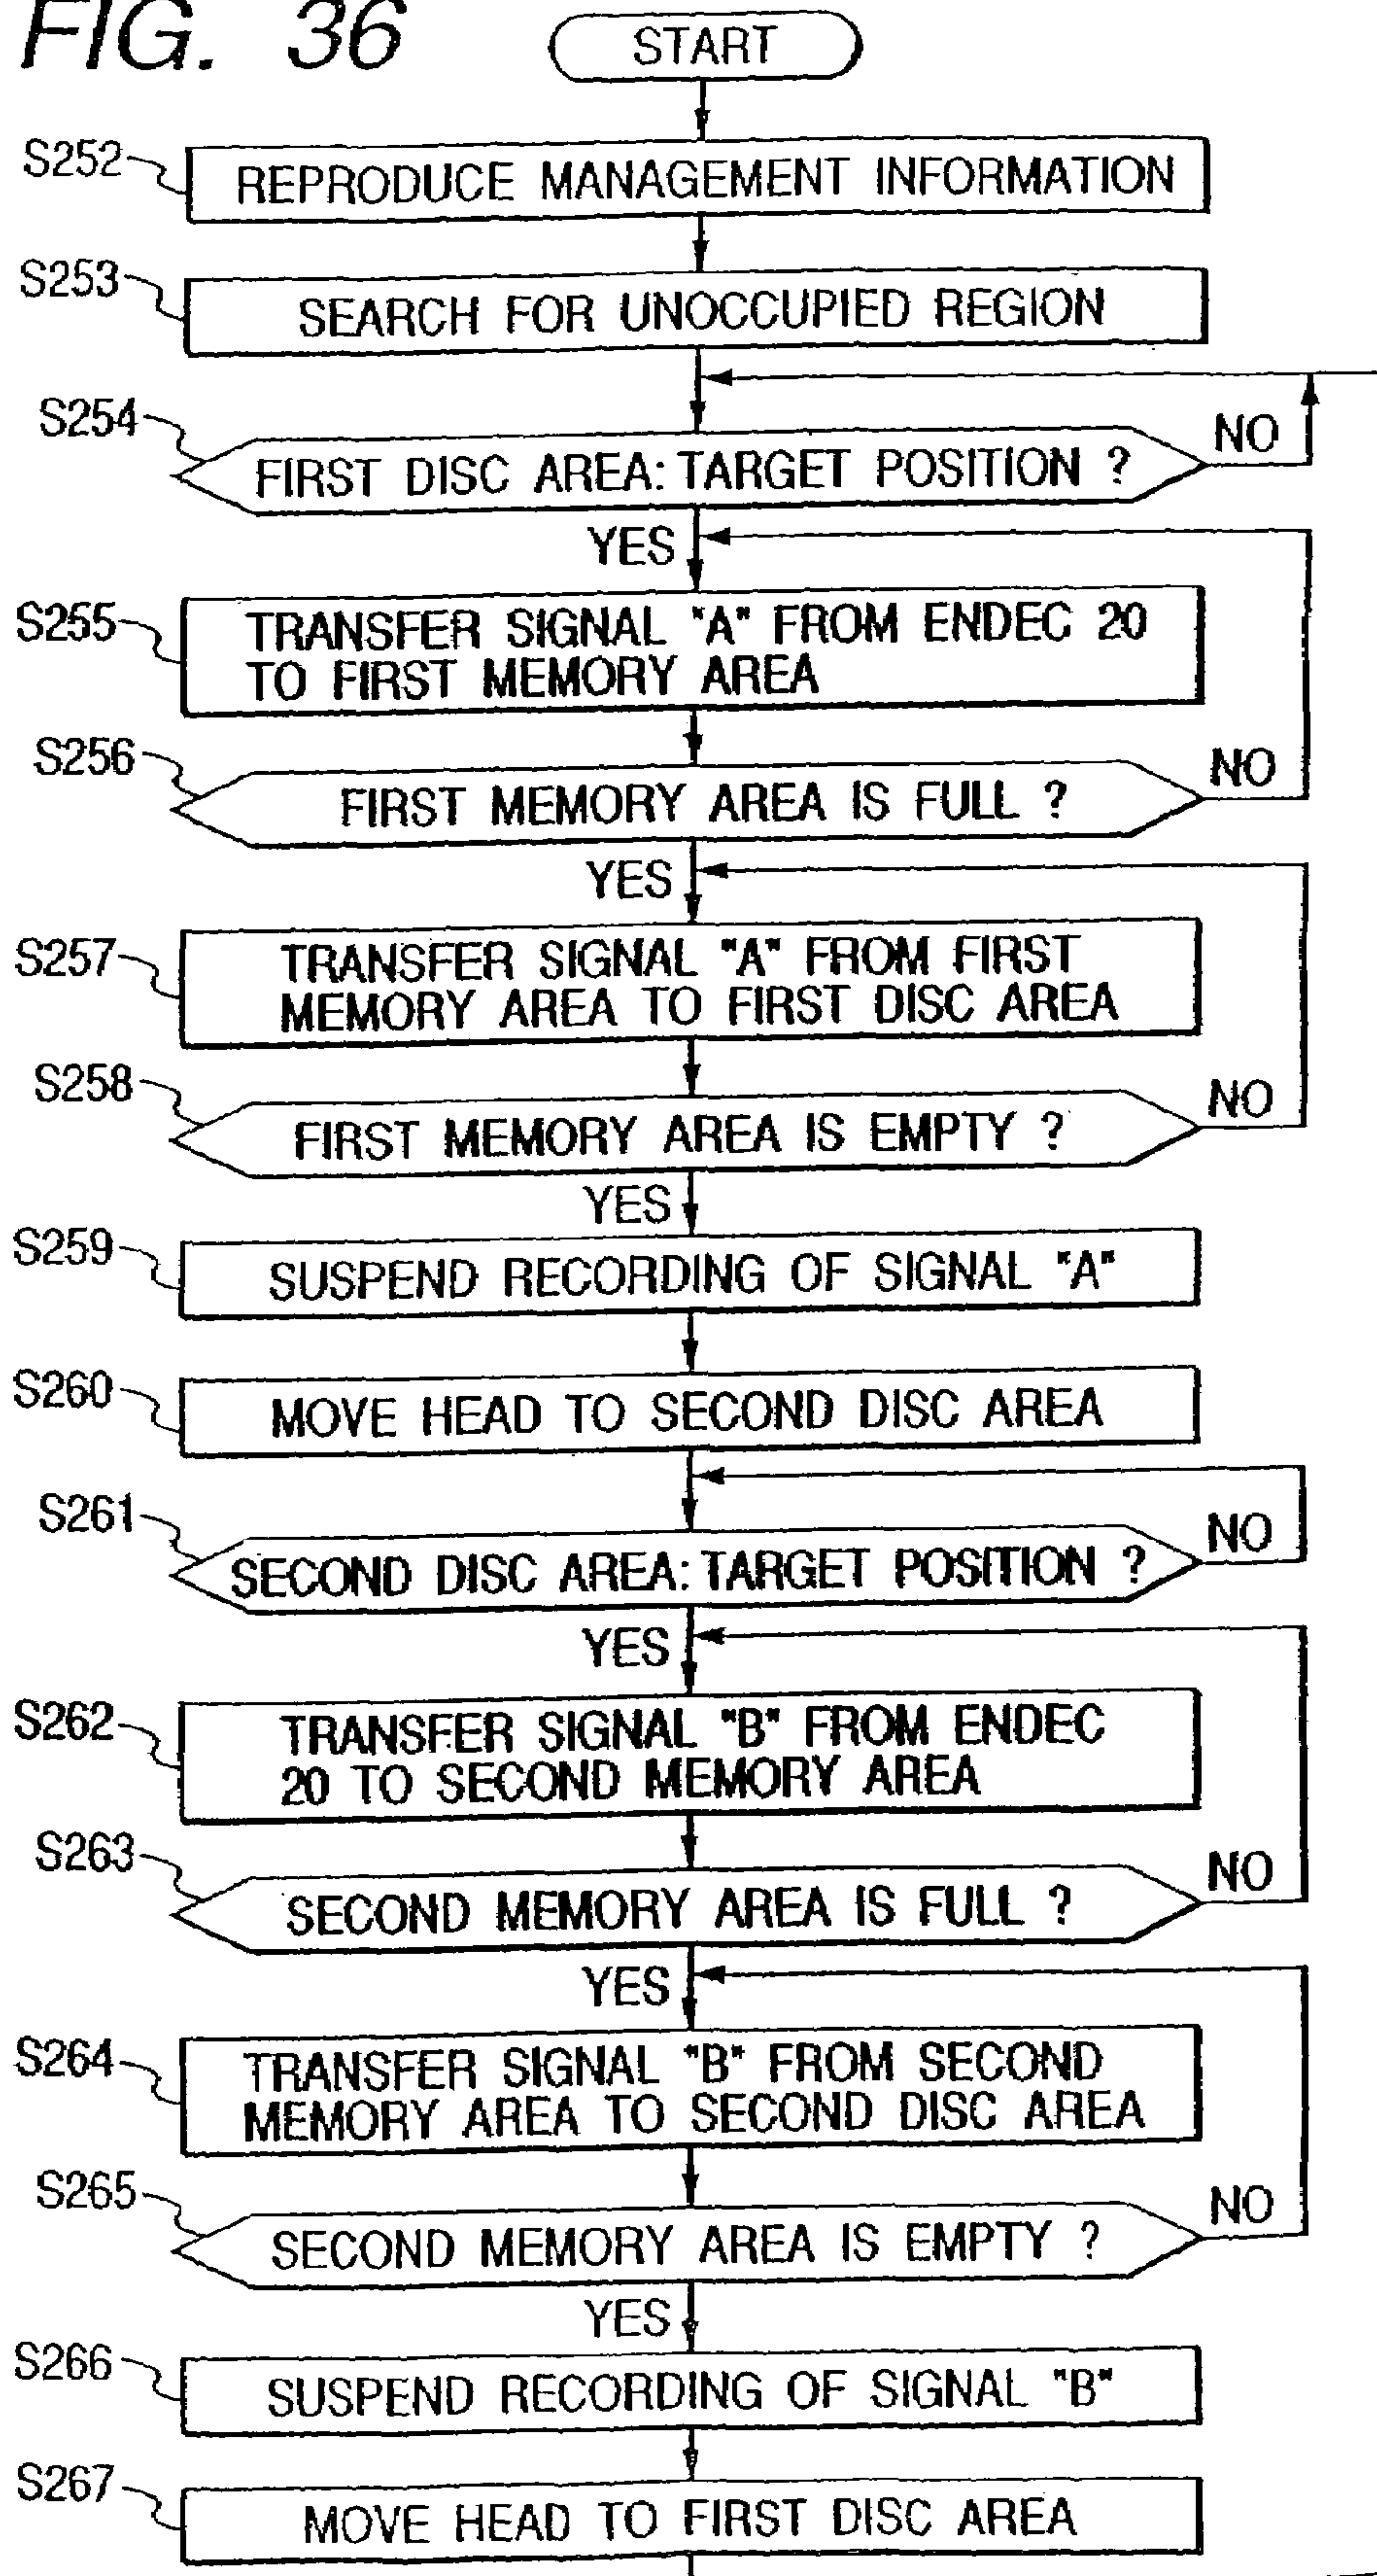 FIG. 36
START
S252
REPRODUCE MANAGEMENT INFORMATION
S253
SEARCH FOR UNOCCUPIED REGION
S254
FIRST DISC AREA: TARGET POSITION ?
NO
YES
S255
TRANSFER SIGNAL "A" FROM ENDEC 20
TO FIRST MEMORY AREA
S256
FIRST MEMORY AREA IS FULL ?
NO
YES
S257
TRANSFER SIGNAL "A" FROM FIRST
MEMORY AREA TO FIRST DISC AREA
S258
FIRST MEMORY AREA IS EMPTY ?
NO
YES
S259
SUSPEND RECORDING OF SIGNAL "A"
S260
MOVE HEAD TO SECOND DISC AREA
S261
SECOND DISC AREA: TARGET POSITION ?
NO
YES
S262
TRANSFER SIGNAL "B" FROM ENDEC
20 TO SECOND MEMORY AREA
S263
SECOND MEMORY AREA IS FULL ?
NO
YES
S264
TRANSFER SIGNAL "B" FROM SECOND
MEMORY AREA TO SECOND DISC AREA
S265
SECOND MEMORY AREA IS EMPTY ?
NO
YES
S266
SUSPEND RECORDING OF SIGNAL "B"
S267
MOVE HEAD TO FIRST DISC AREA